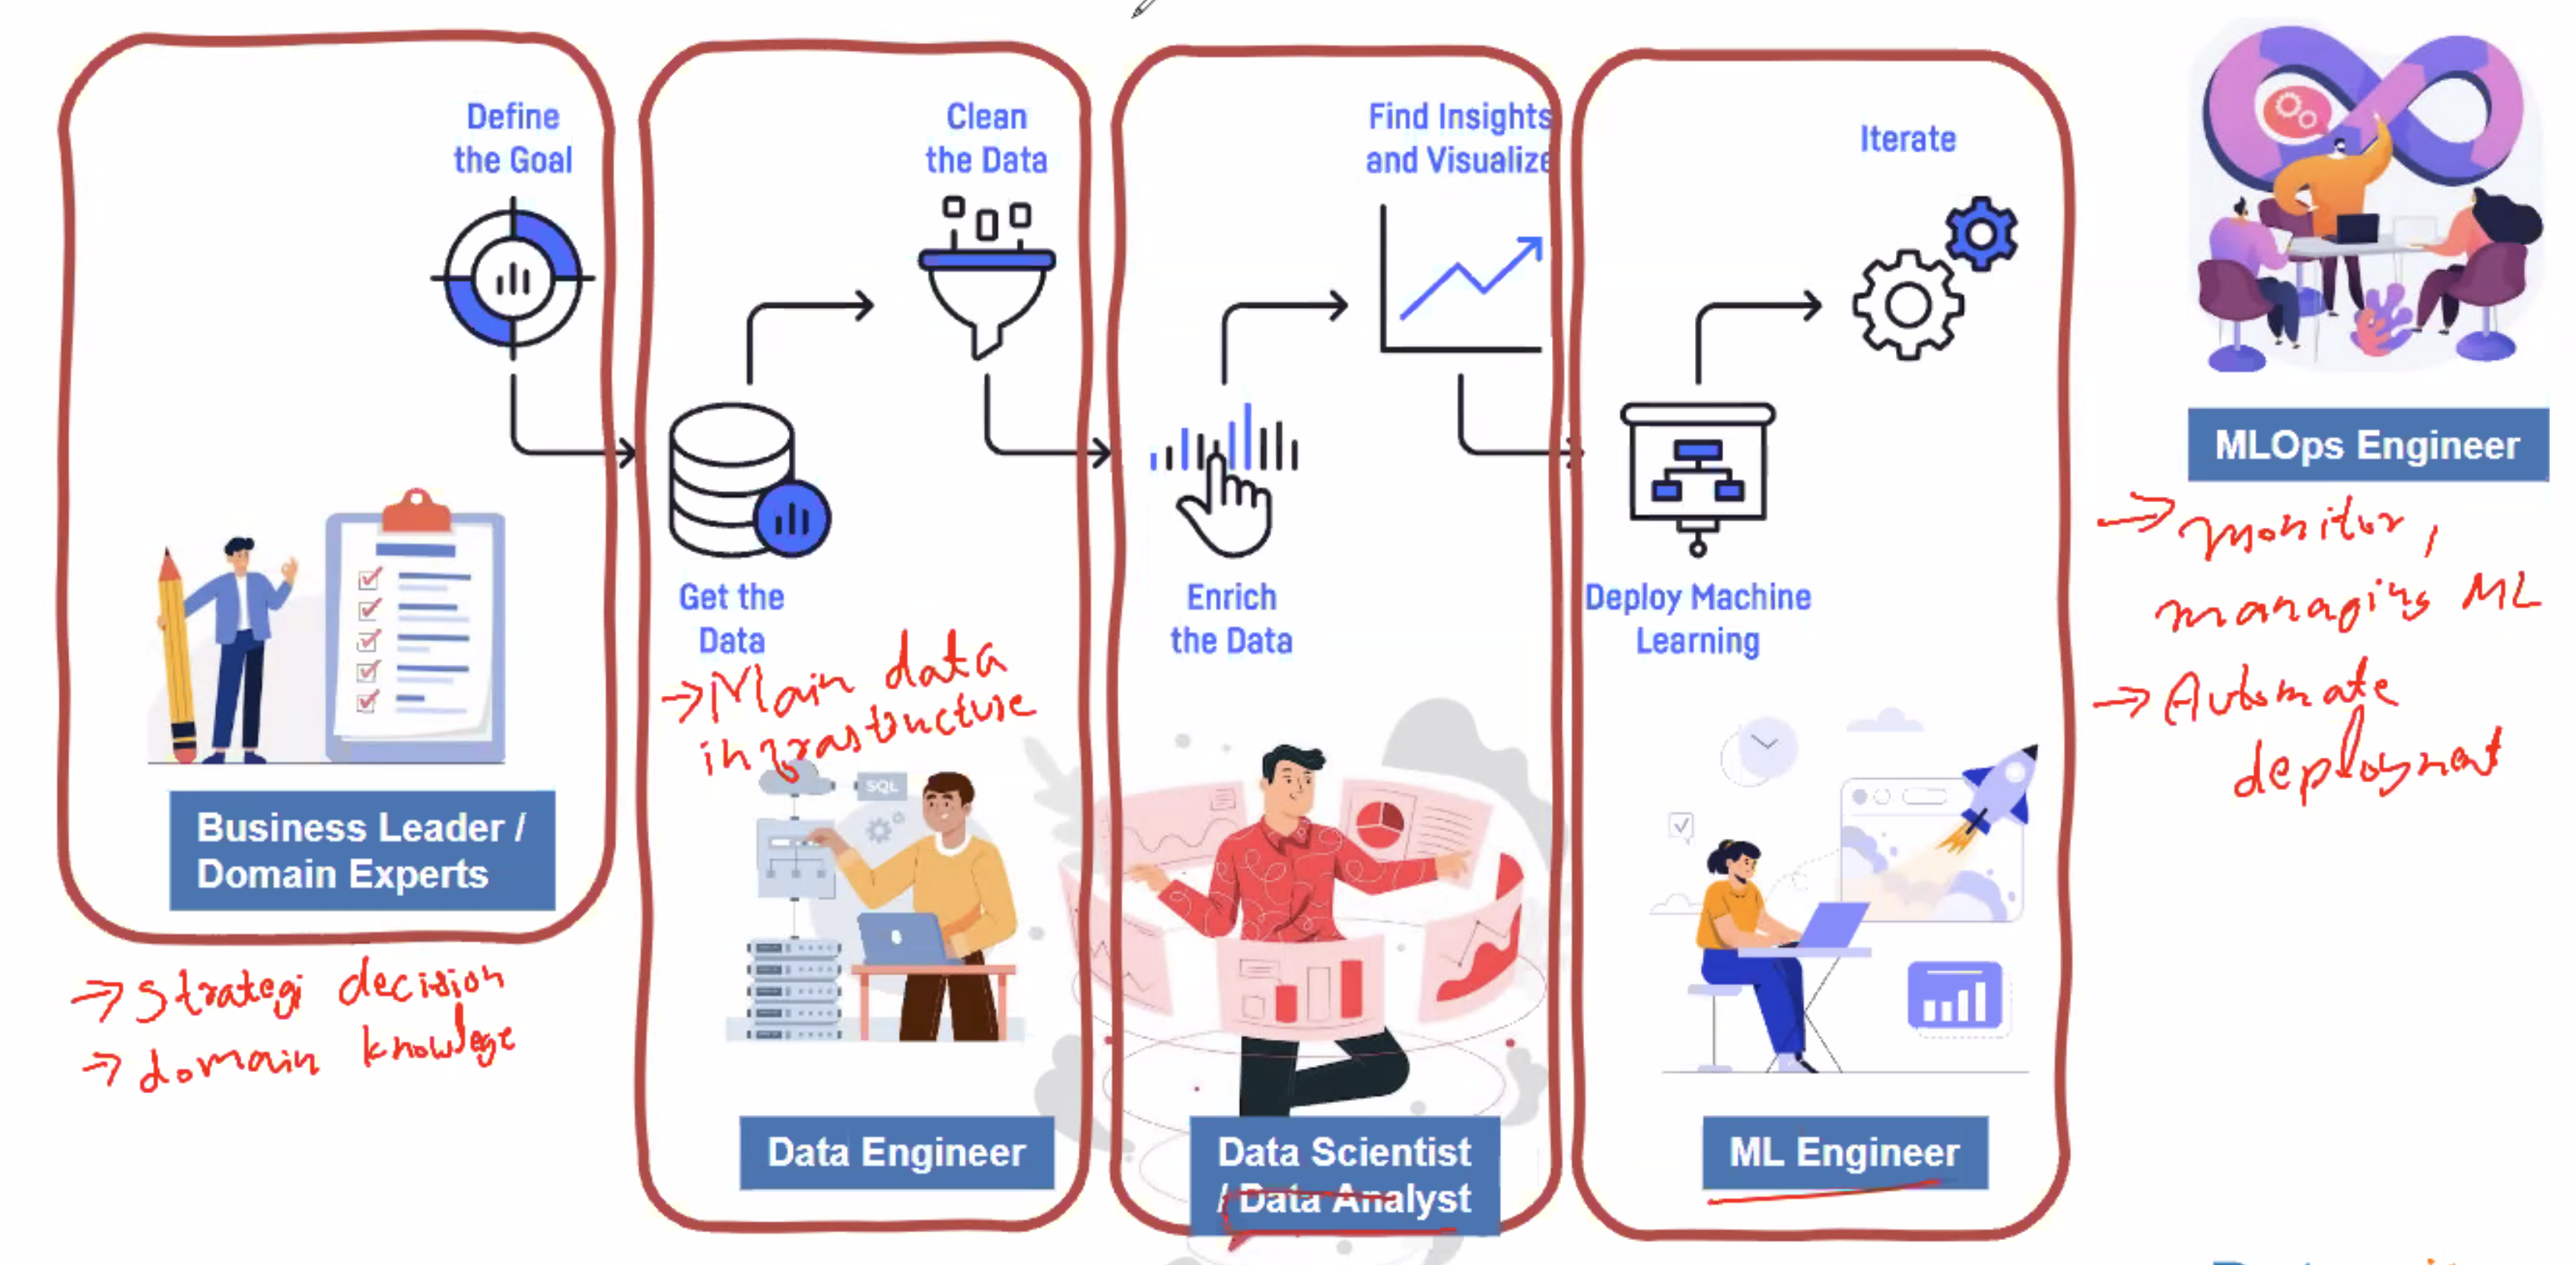 Define
the Goal
Business Leader /
Domain Experts
→ Strategi decision
→ domain knowlege
Clean
the Data
Get the
Data
→ Main data
infrastructure
SQL
Data Engineer
Find Insights
and Visualize
Enrich
the Data
Data Scientist
/ Data Analyst
Iterate
Deploy Machine
Learning
ML Engineer
MLOps Engineer
→ monitor,
managing ML
→ Automate
deployment